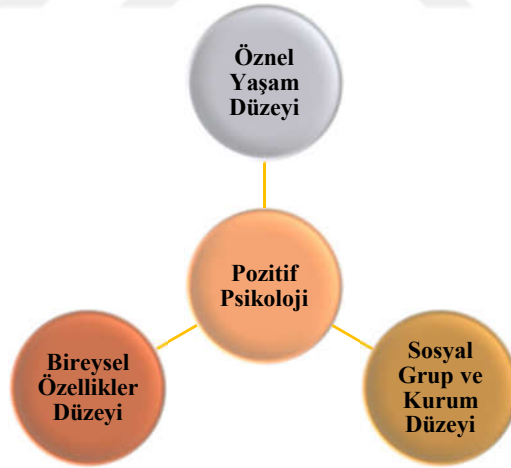 Öznel
Yaşam
Düzeyi
Pozitif
Psikoloji
Bireysel
Özellikler
Düzeyi
Sosyal
Grup ve
Kurum
Düzeyi